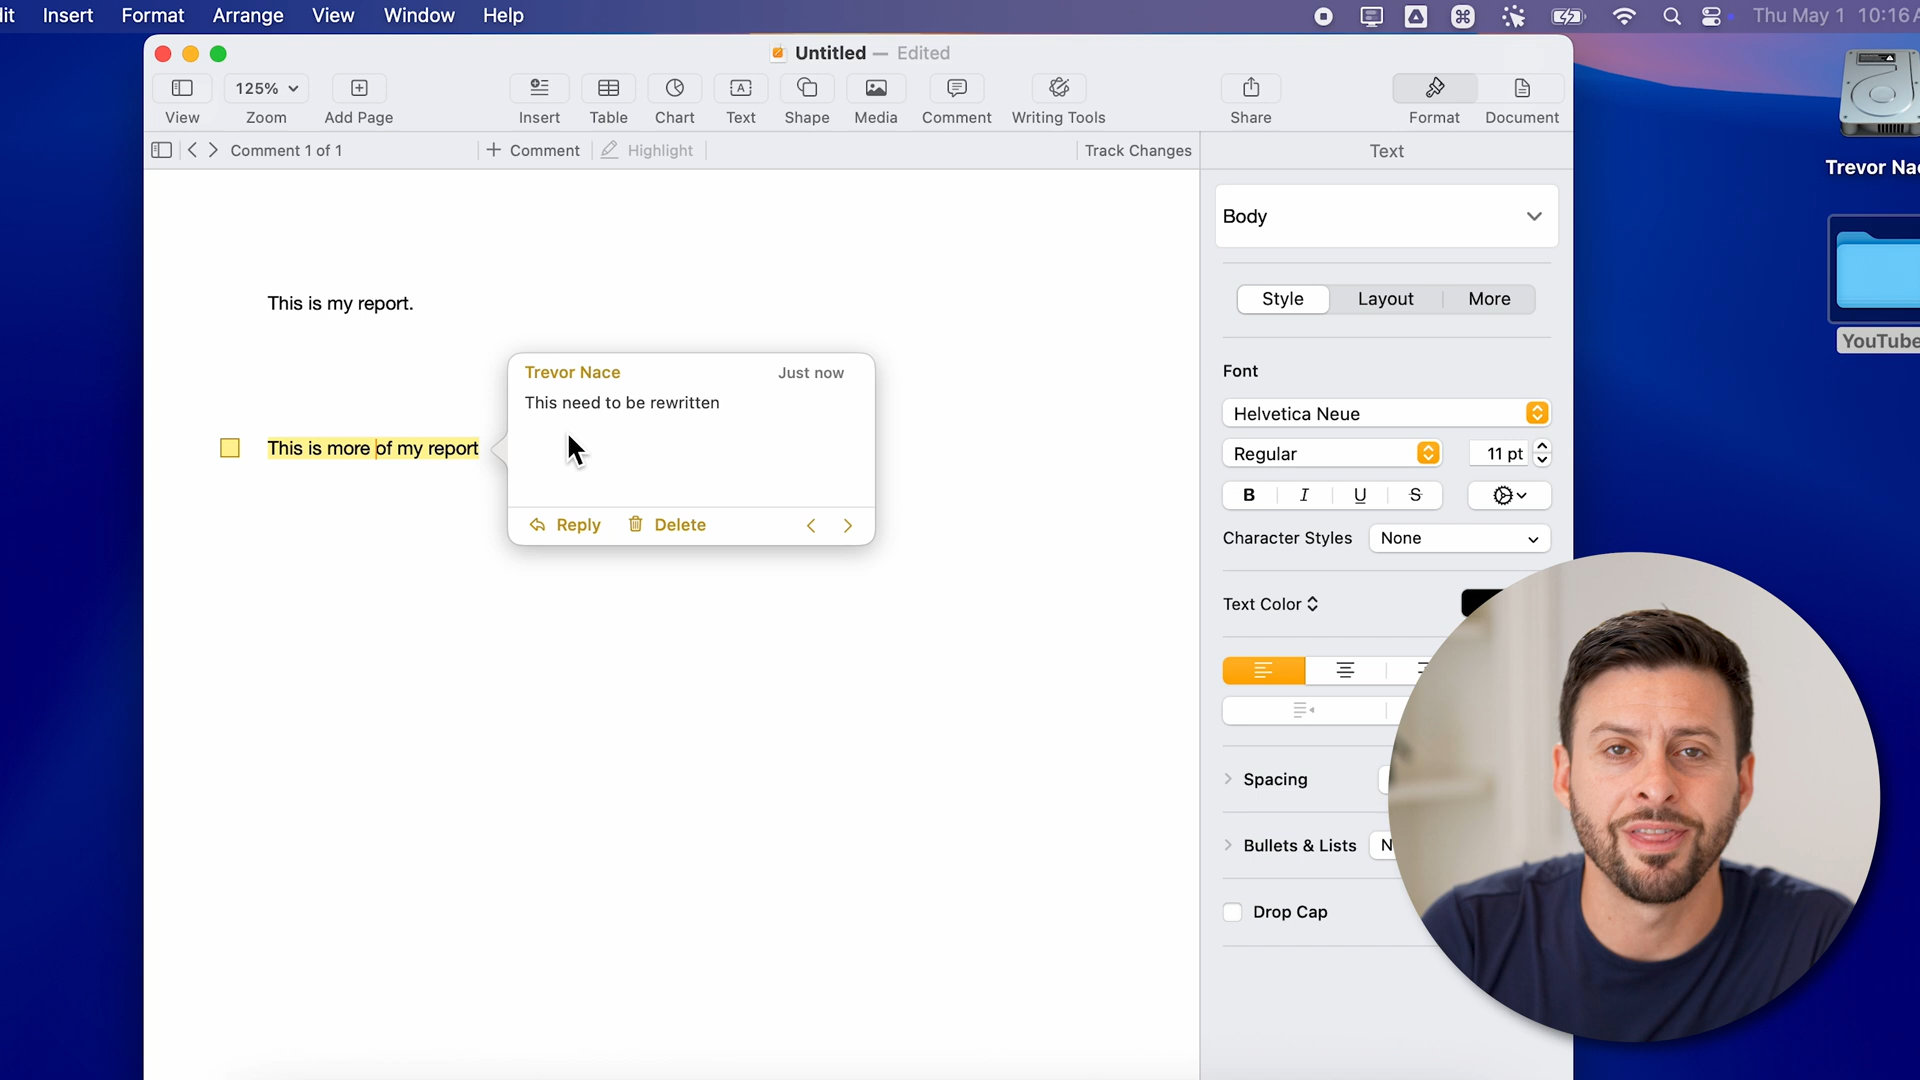 Insert Format Arrange View Window Help
Thu May 1 10:16
Untitled — Edited
125%
View Zoom Add Page Insert Table Chart Text Shape Media Comment Writing Tools Share Format Document
Comment 1 of 1 + Comment Highlight Track Changes Text
Trevor
Body
Style Layout More
This is my report.
YouTube
Font
Trevor Nace Just now
This need to be rewritten
Helvetica Neue
This is more of my report
Regular 11 pt
B I U S
Reply Delete
Character Styles None
Text Color
Spacing
Bullets & Lists
Drop Cap